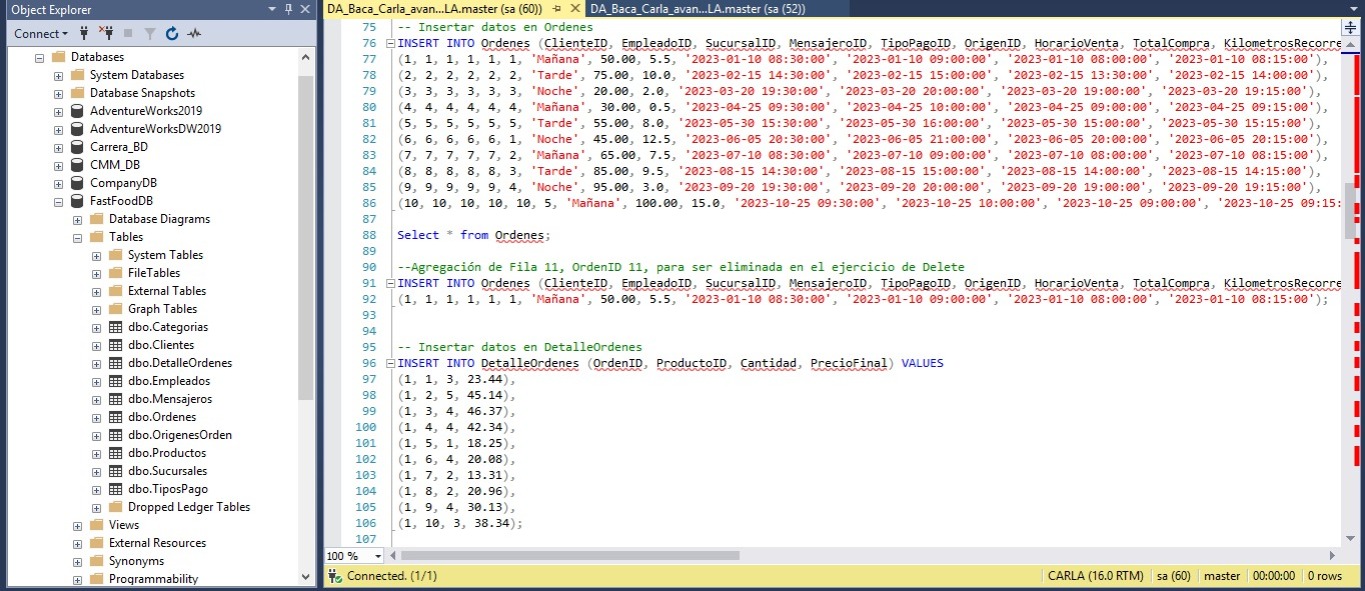 Object Explorer
Connect
Databases
System Databases
Database Snapshots
AdventureWorks2019
AdventureWorksDW2019
Carrera_BD
CMM_DB
CompanyDB
FastFoodDB
Database Diagrams
Tables
System Tables
FileTables
External Tables
Graph Tables
dbo.Categorias
dbo.Clientes
dbo.DetalleOrdenes
dbo.Empleados
dbo.Mensajeros
dbo.Ordenes
dbo.OrigenesOrden
dbo.Productos
dbo.Sucursales
dbo.TiposPago
Dropped Ledger Tables
Views
External Resources
Synonyms
Programmability
DA_Baca_Carla_avan...LA.master (sa (60)) DA_Baca_Carla_avan...LA.master (sa (52))
75 -- Insertar datos en Ordenes
76 INSERT INTO Ordenes (ClienteID, EmpleadoID, SucursalID, MensajeroID, TipoPagoID, OrigenID, HorarioVenta, TotalCompra, KilometrosRecorre
77 (1, 1, 1, 1, 1, 1, 'Mañana', 50.00, 5.5, '2023-01-10 08:30:00', '2023-01-10 09:00:00', '2023-01-10 08:00:00', '2023-01-10 08:15:00'),
78 (2, 2, 2, 2, 2, 2, 'Tarde', 75.00, 10.0, '2023-02-15 14:30:00', '2023-02-15 15:00:00', '2023-02-15 13:30:00', '2023-02-15 14:00:00'),
79 (3, 3, 3, 3, 3, 3, 'Noche', 20.00, 2.0, '2023-03-20 19:30:00', '2023-03-20 20:00:00', '2023-03-20 19:00:00', '2023-03-20 19:15:00'),
80 (4, 4, 4, 4, 4, 4, 'Mañana', 30.00, 0.5, '2023-04-25 09:30:00', '2023-04-25 10:00:00', '2023-04-25 09:00:00', '2023-04-25 09:15:00'),
81 (5, 5, 5, 5, 5, 5, 'Tarde', 55.00, 8.0, '2023-05-30 15:30:00', '2023-05-30 16:00:00', '2023-05-30 15:00:00', '2023-05-30 15:15:00'),
82 (6, 6, 6, 6, 6, 1, 'Noche', 45.00, 12.5, '2023-06-05 20:30:00', '2023-06-05 21:00:00', '2023-06-05 20:00:00', '2023-06-05 20:15:00'),
83 (7, 7, 7, 7, 7, 2, 'Mañana', 65.00, 7.5, '2023-07-10 08:30:00', '2023-07-10 09:00:00', '2023-07-10 08:00:00', '2023-07-10 08:15:00'),
84 (8, 8, 8, 8, 8, 3, 'Tarde', 85.00, 9.5, '2023-08-15 14:30:00', '2023-08-15 15:00:00', '2023-08-15 14:00:00', '2023-08-15 14:15:00'),
85 (9, 9, 9, 9, 9, 4, 'Noche', 95.00, 3.0, '2023-09-20 19:30:00', '2023-09-20 20:00:00', '2023-09-20 19:00:00', '2023-09-20 19:15:00'),
86 (10, 10, 10, 10, 10, 5, 'Mañana', 100.00, 15.0, '2023-10-25 09:30:00', '2023-10-25 10:00:00', '2023-10-25 09:00:00', '2023-10-25 09:15:
87
88 Select * from Ordenes;
89
90 --Agregación de Fila 11, OrdenID 11, para ser eliminada en el ejercicio de Delete
91 INSERT INTO Ordenes (ClienteID, EmpleadoID, SucursalID, MensajeroID, TipoPagoID, OrigenID, HorarioVenta, TotalCompra, KilometrosRecorre
92 (1, 1, 1, 1, 1, 1, 'Mañana', 50.00, 5.5, '2023-01-10 08:30:00', '2023-01-10 09:00:00', '2023-01-10 08:00:00', '2023-01-10 08:15:00');
93
94
95 -- Insertar datos en DetalleOrdenes
96 INSERT INTO DetalleOrdenes (OrdenID, ProductoID, Cantidad, PrecioFinal) VALUES
97 (1, 1, 3, 23.44),
98 (1, 2, 5, 45.14),
99 (1, 3, 4, 46.37),
100 (1, 4, 4, 42.34),
101 (1, 5, 1, 18.25),
102 (1, 6, 4, 20.08),
103 (1, 7, 2, 13.31),
104 (1, 8, 2, 20.96),
105 (1, 9, 4, 30.13),
106 (1, 10, 3, 38.34);
107
100 %
Connected. (1/1) CARLA (16.0 RTM) sa (60) master 00:00:00 0 rows